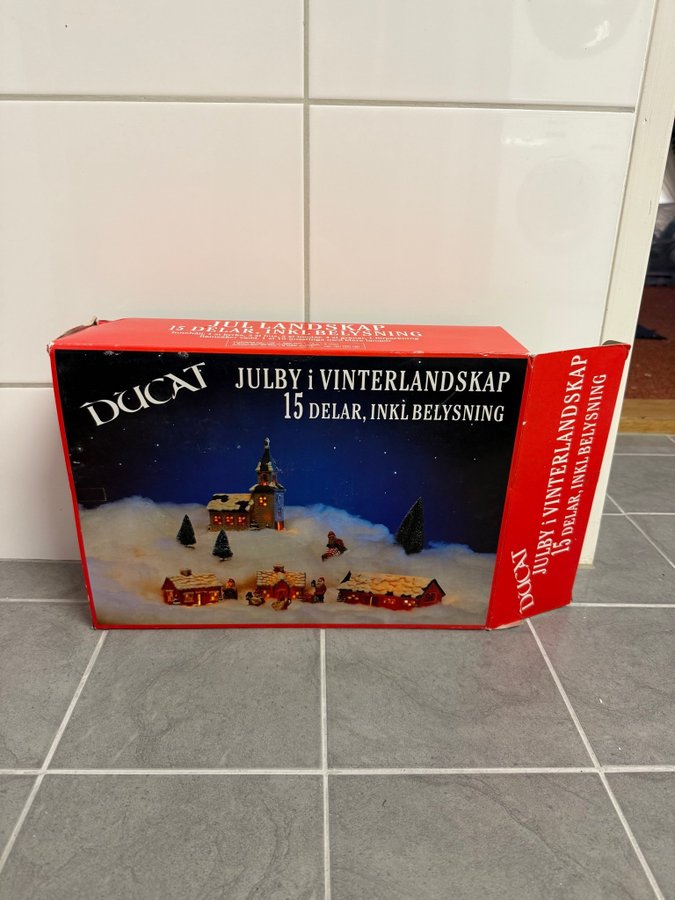 JUL LANDSKAP
15 DELAR, INKL BELYSNING
DUCAT
JULBY i VINTERLANDSKAP
15 DELAR, INKL BELYSNING
DUCAT
JULBY i VINTERLANDSKAP
15 DELAR, INKL BELYSNING